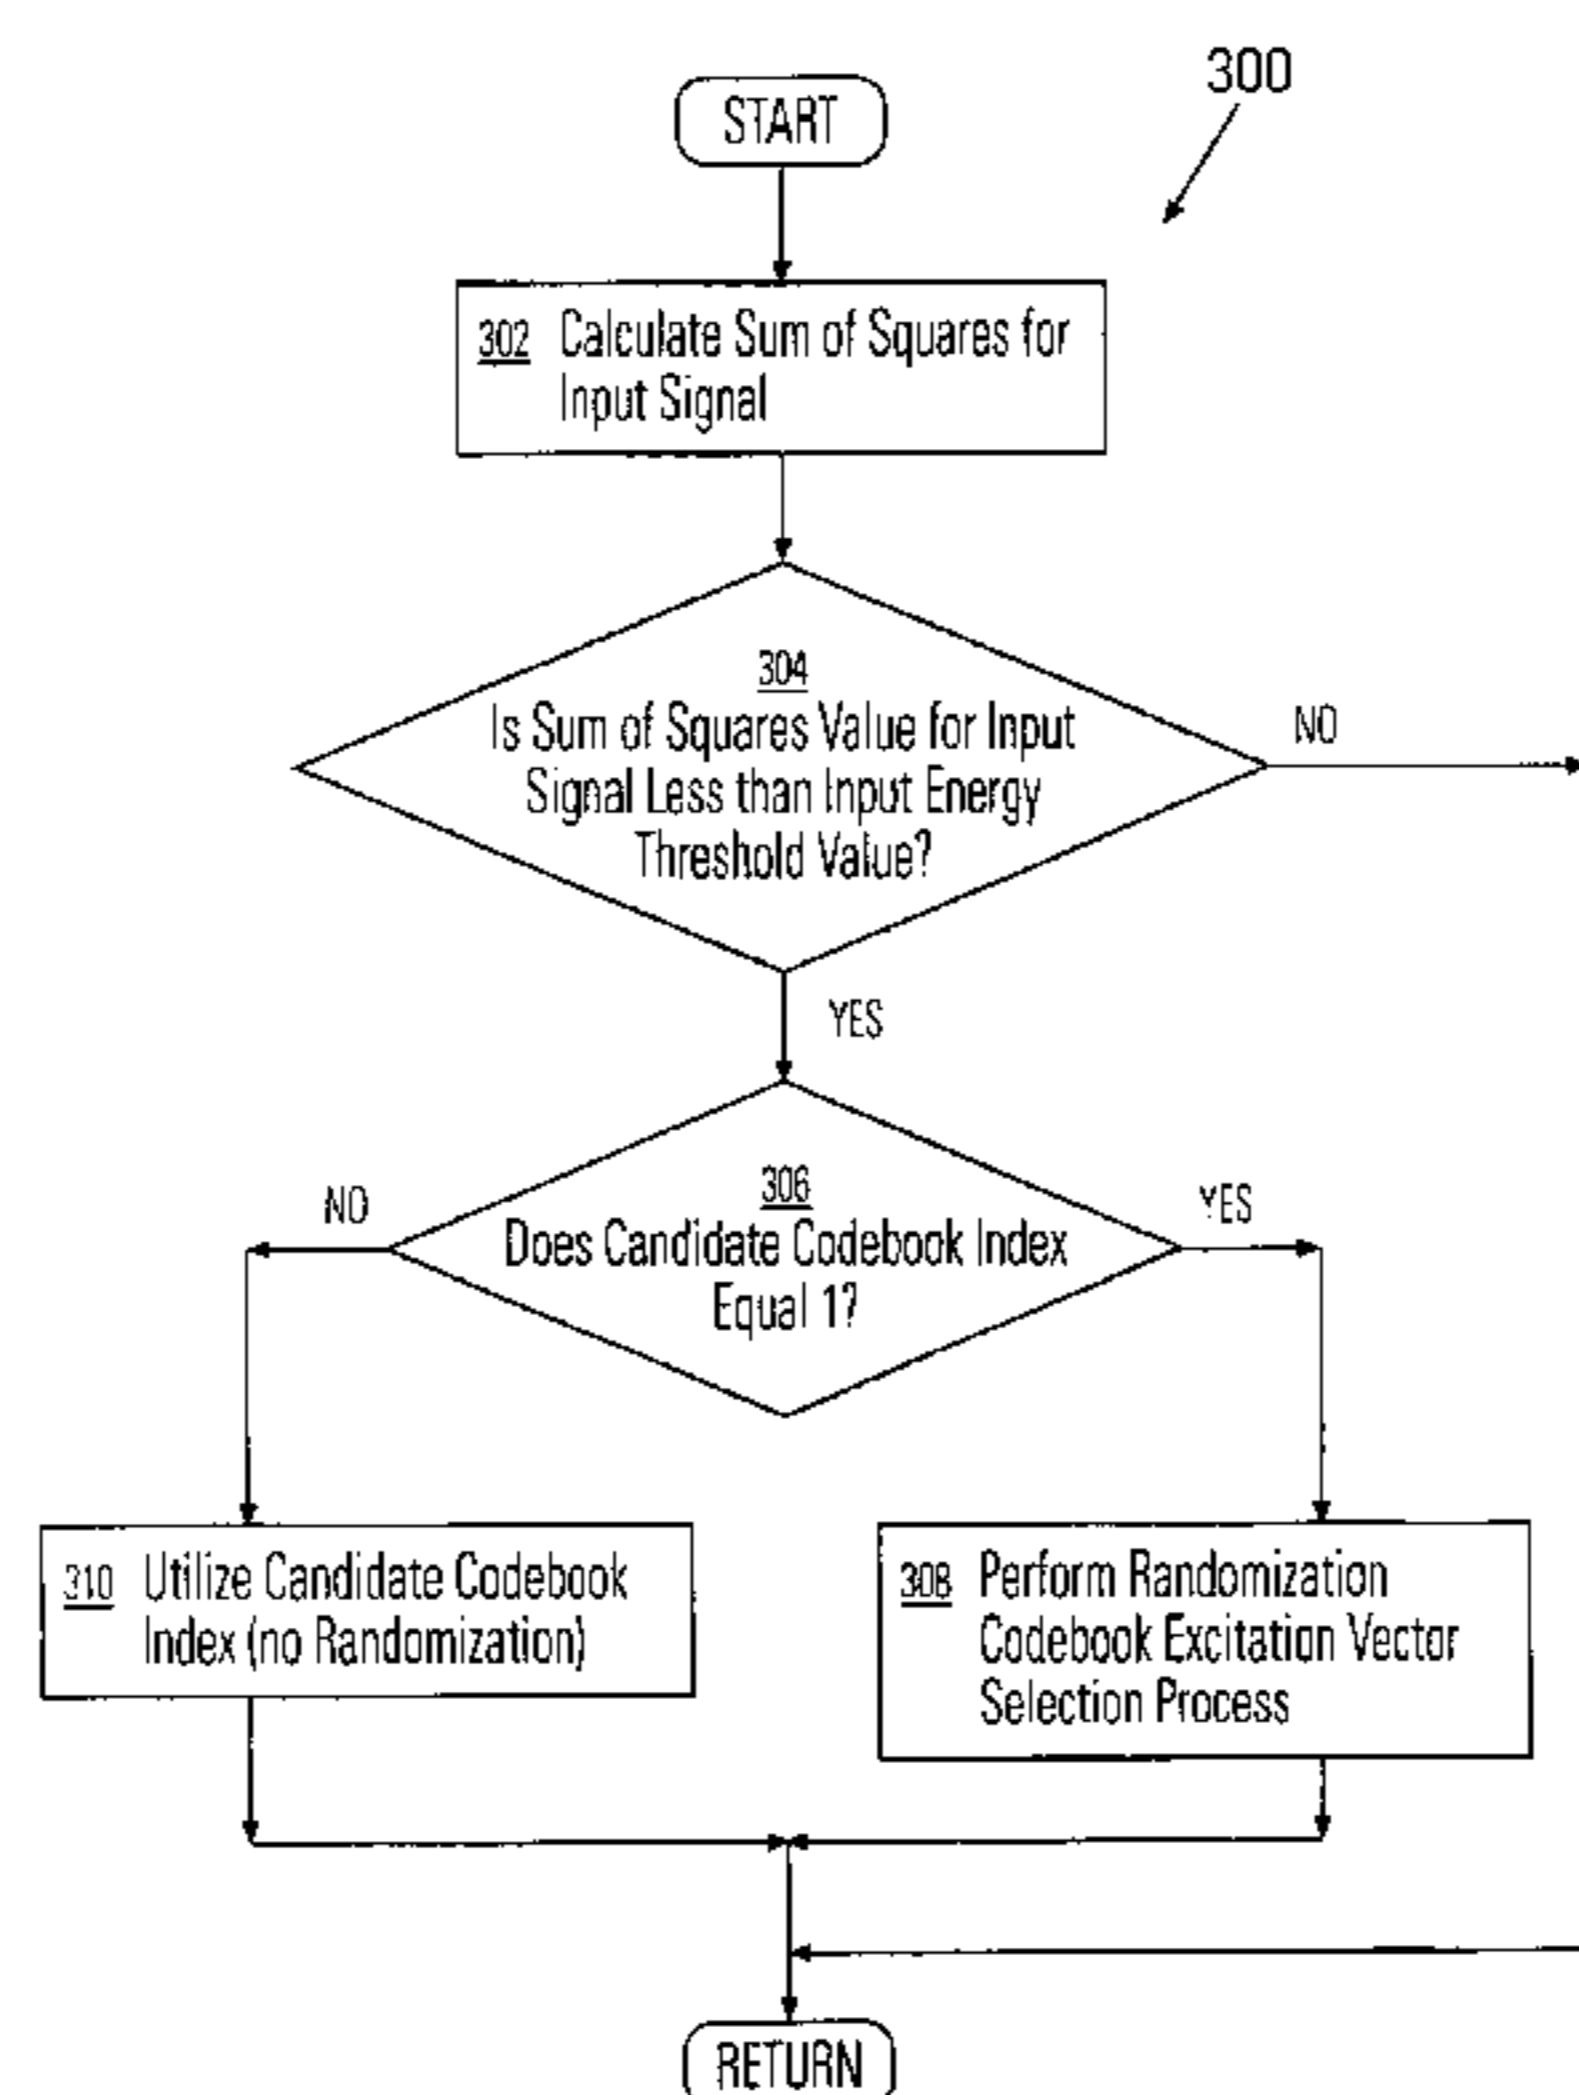 300
START
302 Calculate Sum of Squares for
Input Signal
304
Is Sum of Squares Value for Input
Signal Less than Input Energy
Threshold Value?
NO
YES
306
Does Candidate Codebook Index
Equal 1?
NO
YES
310 Utilize Candidate Codebook
Index (no Randomization)
308 Perform Randomization
Codebook Excitation Vector
Selection Process
RETURN